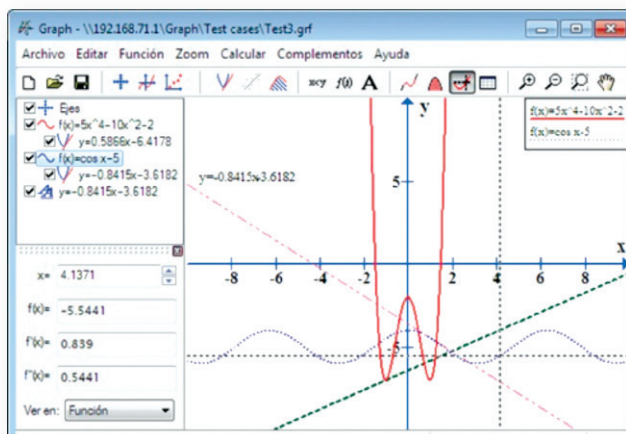 Graph - \\192.168.71.1\Graph\Test cases\Test3.grf
Archivo Editar Función Zoom Calcular Complementos Ayuda
x=y f(x) A
Ejes
f(x)=5x^4-10x^2-2
y=0.5866x-6.4178
f(x)=cos x-5
y=-0.8415x-3.6182
y=-0.8415x-3.6182
x= 4.1371
f(x)= -5.5441
f'(x)= 0.839
f''(x)= 0.5441
Ver en: Función
y
f(x)=5x^4-10x^2-2
f(x)=cos x-5
5
y=-0.8415x-3.6182
x
-8 -6 -4 -2 0 2 4 6 8
-5